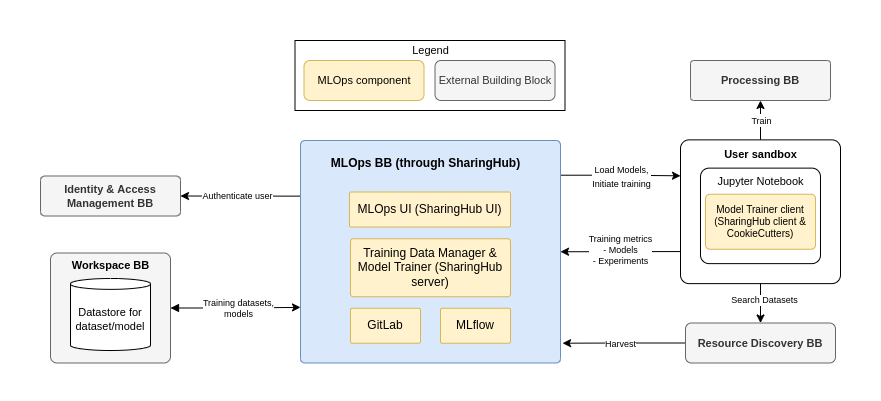 Legend
MLOps component
External Building Block
Processing BB
Train
MLOps BB (through SharingHub)
User sandbox
Load Models,
Initiate training
Jupyter Notebook
Identity & Access
Management BB
Authenticate user
MLOps UI (SharingHub UI)
Model Trainer client
(SharingHub client &
CookieCutters)
Training Data Manager &
Model Trainer (SharingHub
server)
Training metrics
- Models
- Experiments
Workspace BB
Datastore for
dataset/model
Training datasets,
models
Search Datasets
GitLab
MLflow
Harvest
Resource Discovery BB